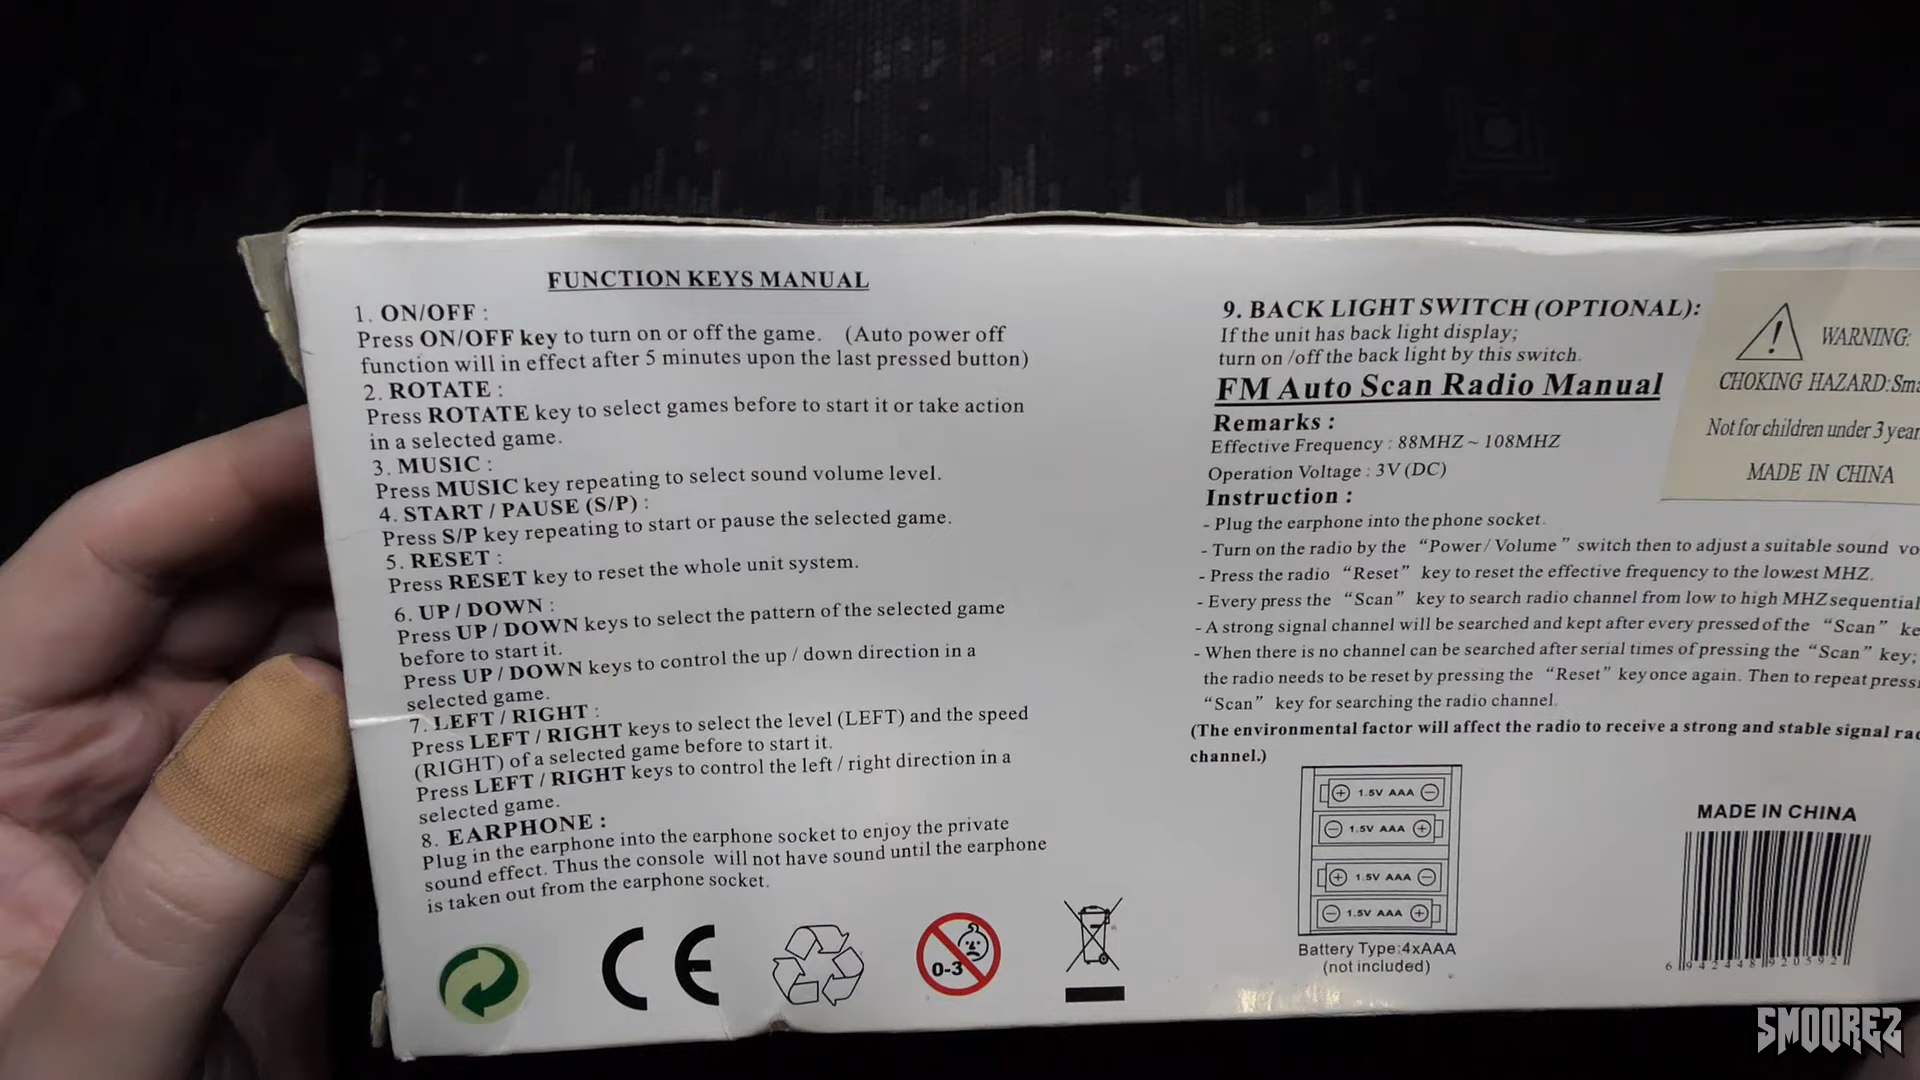 FUNCTION KEYS MANUAL
1. ON/OFF :
Press ON/OFF key to turn on or off the game. (Auto power off
function will in effect after 5 minutes upon the last pressed button)
2. ROTATE :
Press ROTATE key to select games before to start it or take action
in a selected game.
3. MUSIC :
Press MUSIC key repeating to select sound volume level.
4. START / PAUSE (S/P) :
Press S/P key repeating to start or pause the selected game.
5. RESET :
Press RESET key to reset the whole unit system.
6. UP / DOWN :
Press UP / DOWN keys to select the pattern of the selected game
before to start it.
Press UP / DOWN keys to control the up / down direction in a
selected game.
7. LEFT / RIGHT :
Press LEFT / RIGHT keys to select the level (LEFT) and the speed
(RIGHT) of a selected game before to start it.
Press LEFT / RIGHT keys to control the left / right direction in a
selected game.
8. EARPHONE :
Plug in the earphone into the earphone socket to enjoy the private
sound effect. Thus the console will not have sound until the earphone
is taken out from the earphone socket.
CE
0-3
9. BACK LIGHT SWITCH (OPTIONAL):
If the unit has back light display;
turn on /off the back light by this switch.
FM Auto Scan Radio Manual
Remarks :
Effective Frequency : 88MHZ ~ 108MHZ
Operation Voltage : 3V (DC)
Instruction :
- Plug the earphone into the phone socket.
- Turn on the radio by the “Power/Volume” switch then to adjust a suitable sound vo
- Press the radio “Reset” key to reset the effective frequency to the lowest MHZ.
- Every press the “Scan” key to search radio channel from low to high MHZ sequential
- A strong signal channel will be searched and kept after every pressed of the “Scan” ke
- When there is no channel can be searched after serial times of pressing the “Scan” key;
the radio needs to be reset by pressing the “Reset” key once again. Then to repeat pressi
“Scan” key for searching the radio channel.
(The environmental factor will affect the radio to receive a strong and stable signal rad
channel.)
WARNING:
CHOKING HAZARD:Sma
Not for children under 3 year
MADE IN CHINA
1.5V AAA
1.5V AAA
1.5V AAA
1.5V AAA
Battery Type:4xAAA
(not included)
MADE IN CHINA
6 942448 920592
SMOOREZ